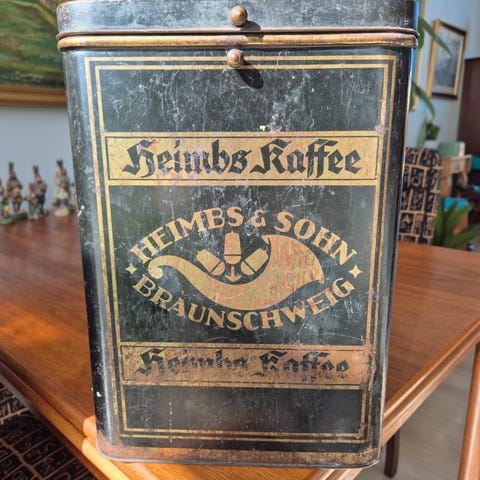 Heimbs Kaffee
HEIMBS & SOHN
BRAUNSCHWEIG
Heimbs Kaffee